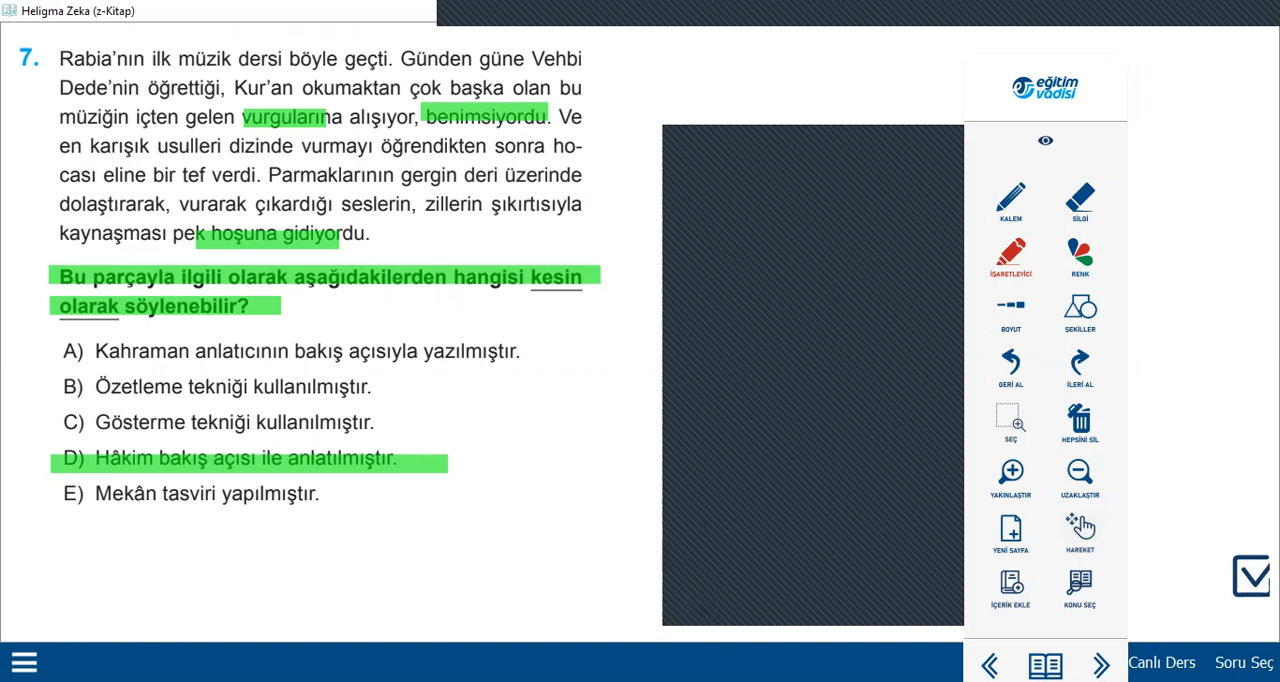 Heligma Zeka (z-Kitap)
7. Rabia’nın ilk müzik dersi böyle geçti. Günden güne Vehbi
Dede’nin öğrettiği, Kur’an okumaktan çok başka olan bu
müziğin içten gelen vurgularına alışıyor, benimsiyordu. Ve
en karışık usulleri dizinde vurmayı öğrendikten sonra ho-
cası eline bir tef verdi. Parmaklarının gergin deri üzerinde
dolaştırarak, vurarak çıkardığı seslerin, zillerin şıkırtısıyla
kaynaşması pek hoşuna gidiyordu.
Bu parçayla ilgili olarak aşağıdakilerden hangisi kesin
olarak söylenebilir?
A) Kahraman anlatıcının bakış açısıyla yazılmıştır.
B) Özetleme tekniği kullanılmıştır.
C) Gösterme tekniği kullanılmıştır.
D) Hâkim bakış açısı ile anlatılmıştır.
E) Mekân tasviri yapılmıştır.
eğitim
vadisi
KALEM SİLGİ
İŞARETLEYİCİ RENK
BOYUT ŞEKİLLER
GERİ AL İLERİ AL
SEÇ HEPSİNİ SİL
YAKINLAŞTIR UZAKLAŞTIR
YENİ SAYFA HAREKET
İÇERİK EKLE KONU SEÇ
Canlı Ders Soru Seç